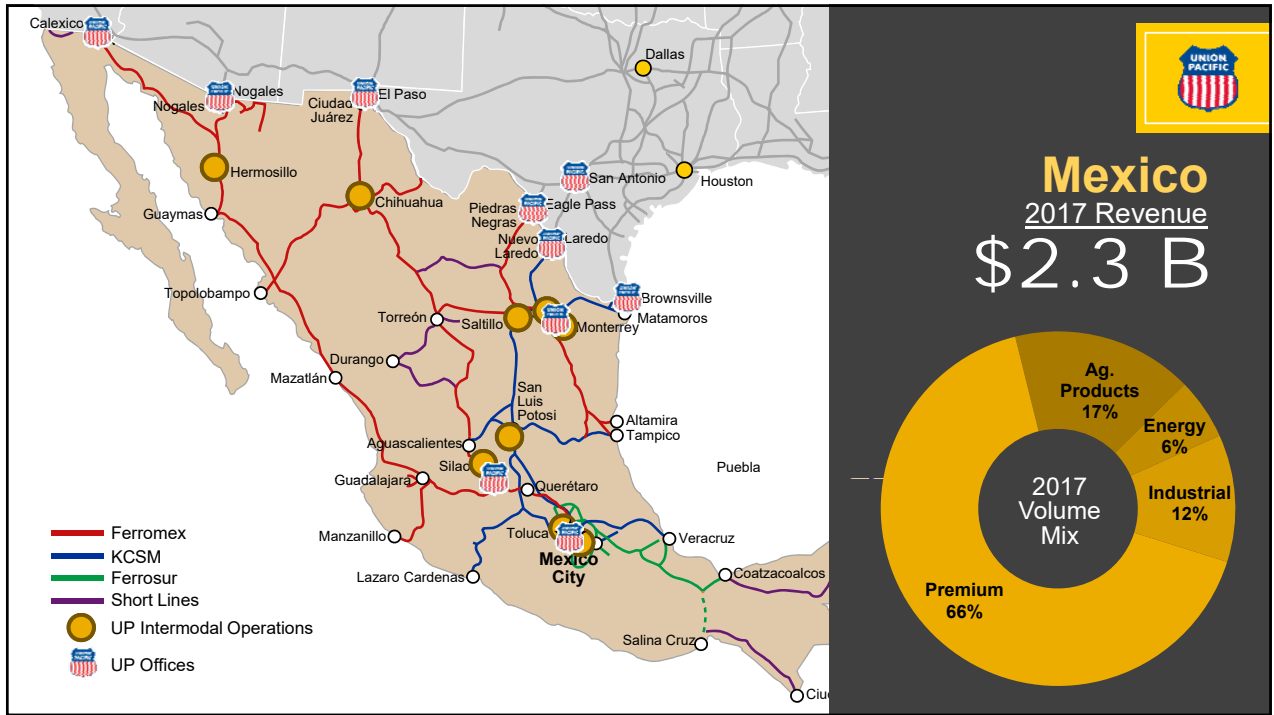 Calexico
Nogales
Nogales
Ciudad
Juárez
El Paso
Dallas
Hermosillo
Chihuahua
San Antonio
Houston
Guaymas
Piedras
Negras
Eagle Pass
Nuevo
Laredo
Laredo
Topolobampo
Brownsville
Matamoros
Torreón
Saltillo
Monterrey
Durango
Mazatlán
San
Luis
Potosi
Altamira
Tampico
Aguascalientes
Silao
Guadalajara
Querétaro
Puebla
Manzanillo
Toluca
Mexico
City
Veracruz
Lazaro Cardenas
Coatzacoalcos
Salina Cruz
Ciu
Ferromex
KCSM
Ferrosur
Short Lines
UP Intermodal Operations
UP Offices
UNION
PACIFIC
Mexico
2017 Revenue
$2.3 B
Ag.
Products
17%
Energy
6%
Industrial
12%
Premium
66%
2017
Volume
Mix